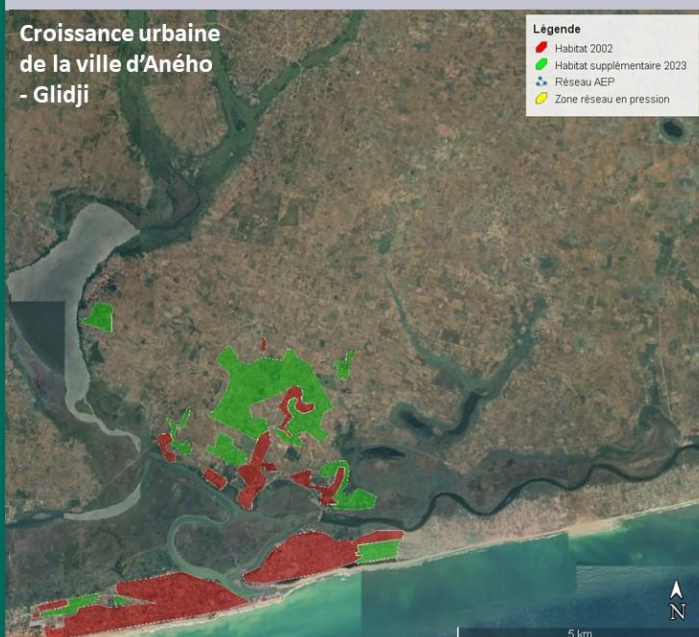 Croissance urbaine
de la ville d'Aného
- Glidji
Légende
Habitat 2002
Habitat supplémentaire 2023
Réseau AEP
Zone réseau en pression
N
5 km